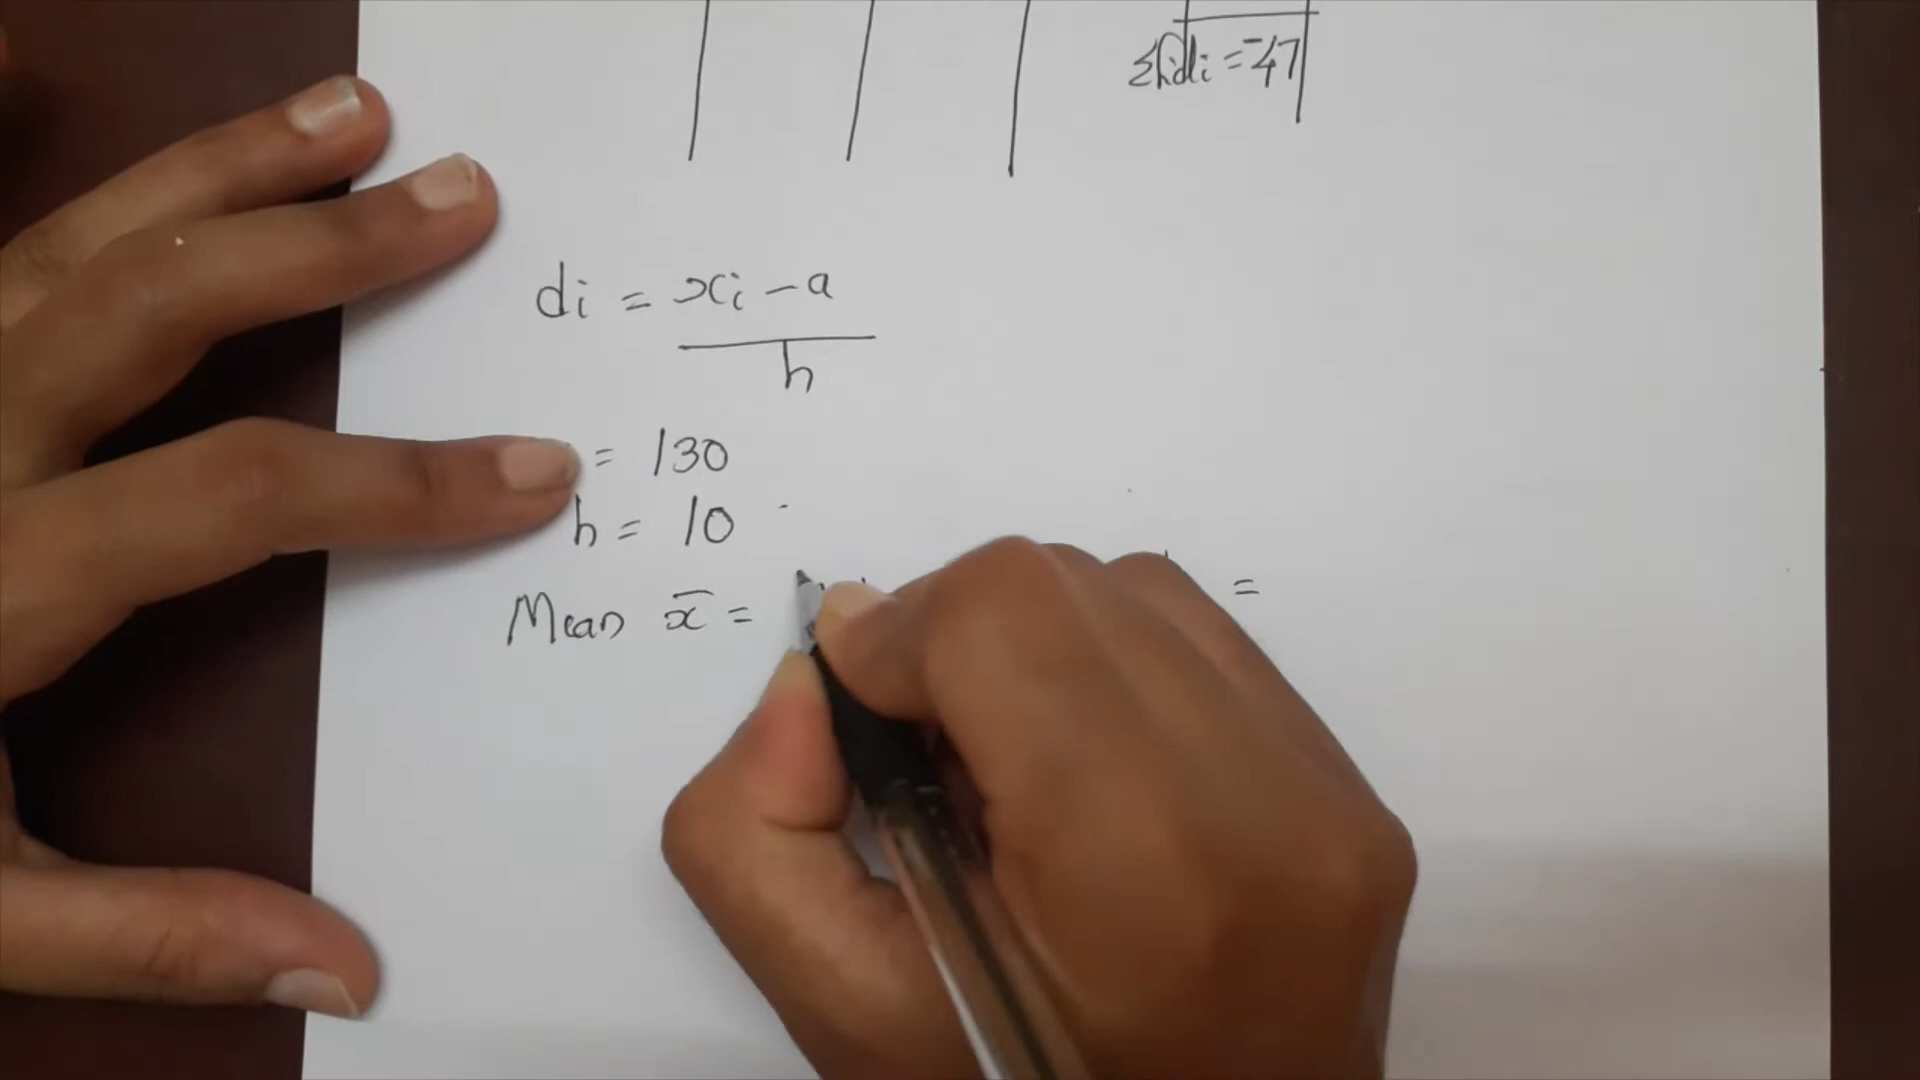 Σfidi = -47
di = xi - a
h
= 130
h = 10
Mean x̄ = =